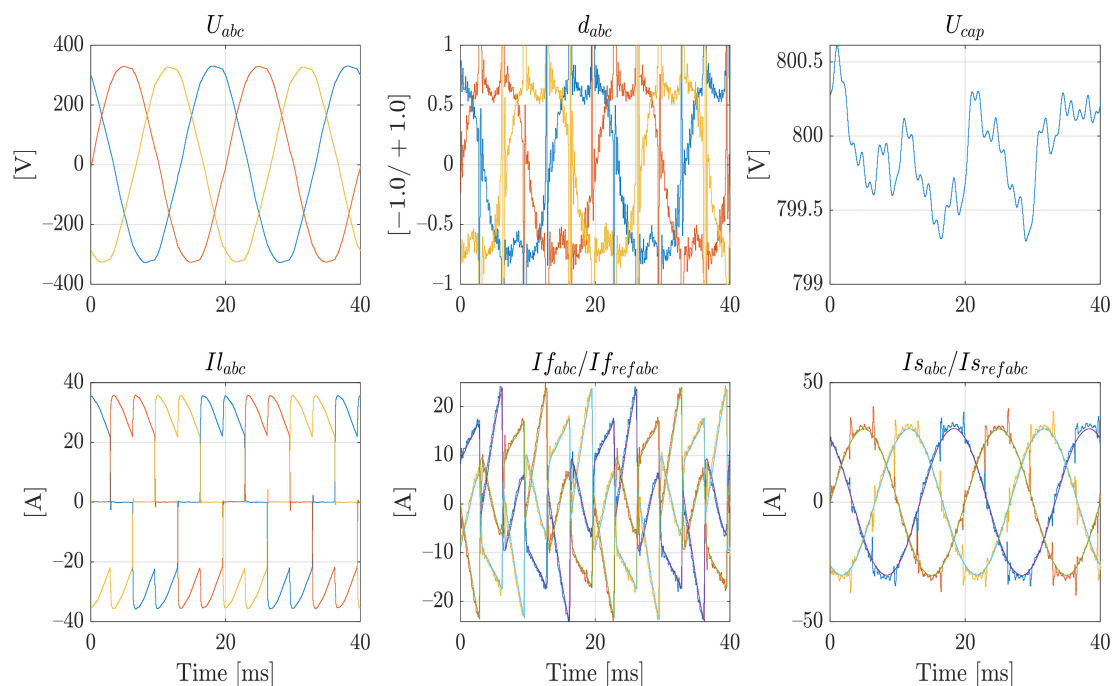 U_abc
d_abc
U_cap
400
200
0
−200
−400
[V]
0 20 40
1
0.5
0
−0.5
−1
[−1.0/ + 1.0]
0 20 40
800.5
800
799.5
799
[V]
0 20 40
Il_abc
If_abc/If_refabc
Is_abc/Is_refabc
40
20
0
−20
−40
[A]
0 20 40
Time [ms]
20
10
0
−10
−20
[A]
0 20 40
Time [ms]
50
0
−50
[A]
0 20 40
Time [ms]